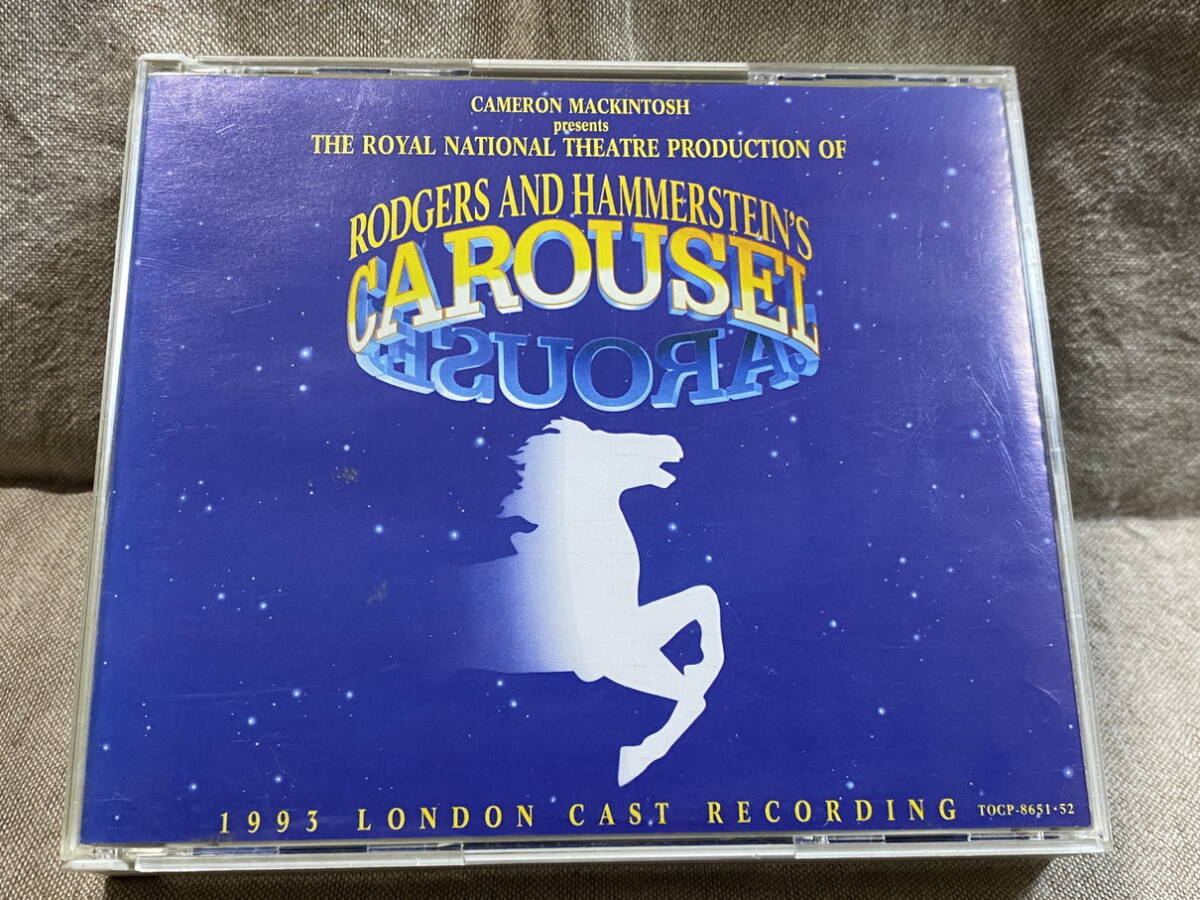 CAMERON MACKINTOSH
presents
THE ROYAL NATIONAL THEATRE PRODUCTION OF
RODGERS AND HAMMERSTEIN'S
CAROUSEL
CAROUSE
1993 LONDON CAST RECORDING TOCP-8651・52